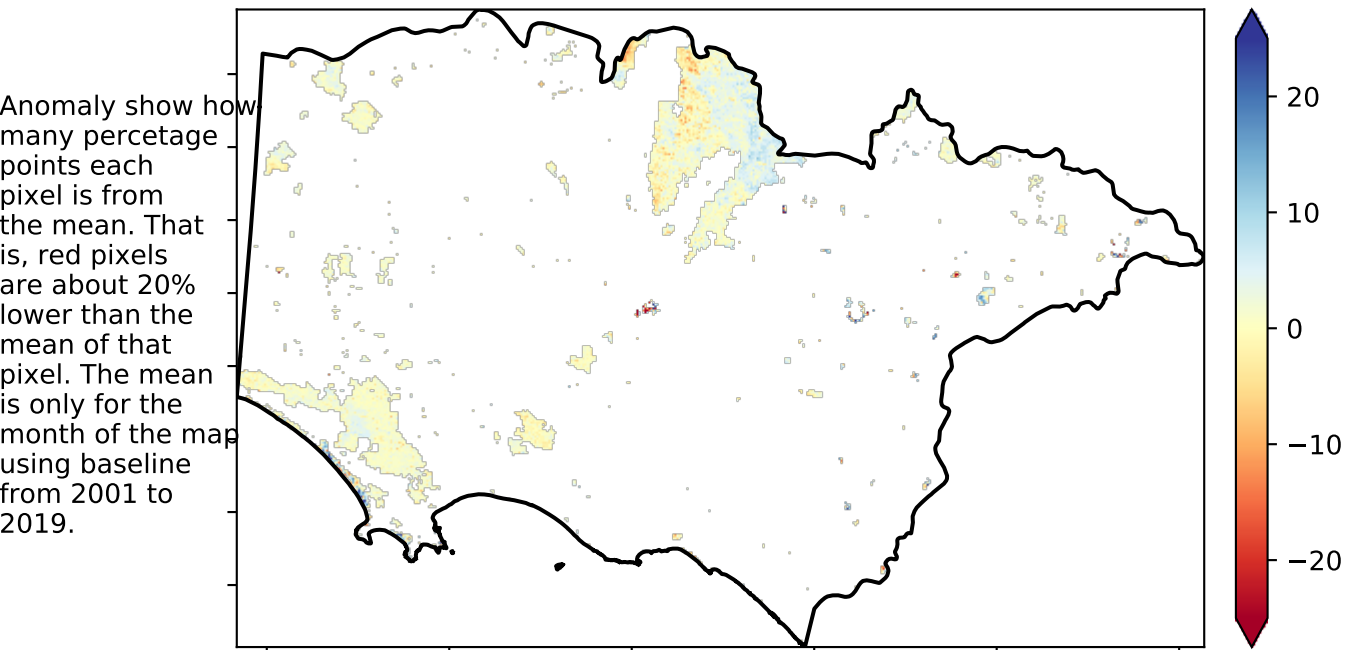 Anomaly show how
many percetage
points each
pixel is from
the mean. That
is, red pixels
are about 20%
lower than the
mean of that
pixel. The mean
is only for the
month of the map
using baseline
from 2001 to
2019.
20
10
0
−10
−20